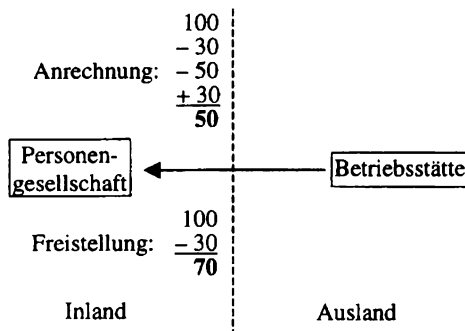 100
– 30
Anrechnung: – 50
+ 30
50
Personen-
gesellschaft
Betriebsstätte
100
Freistellung: – 30
70
Inland
Ausland